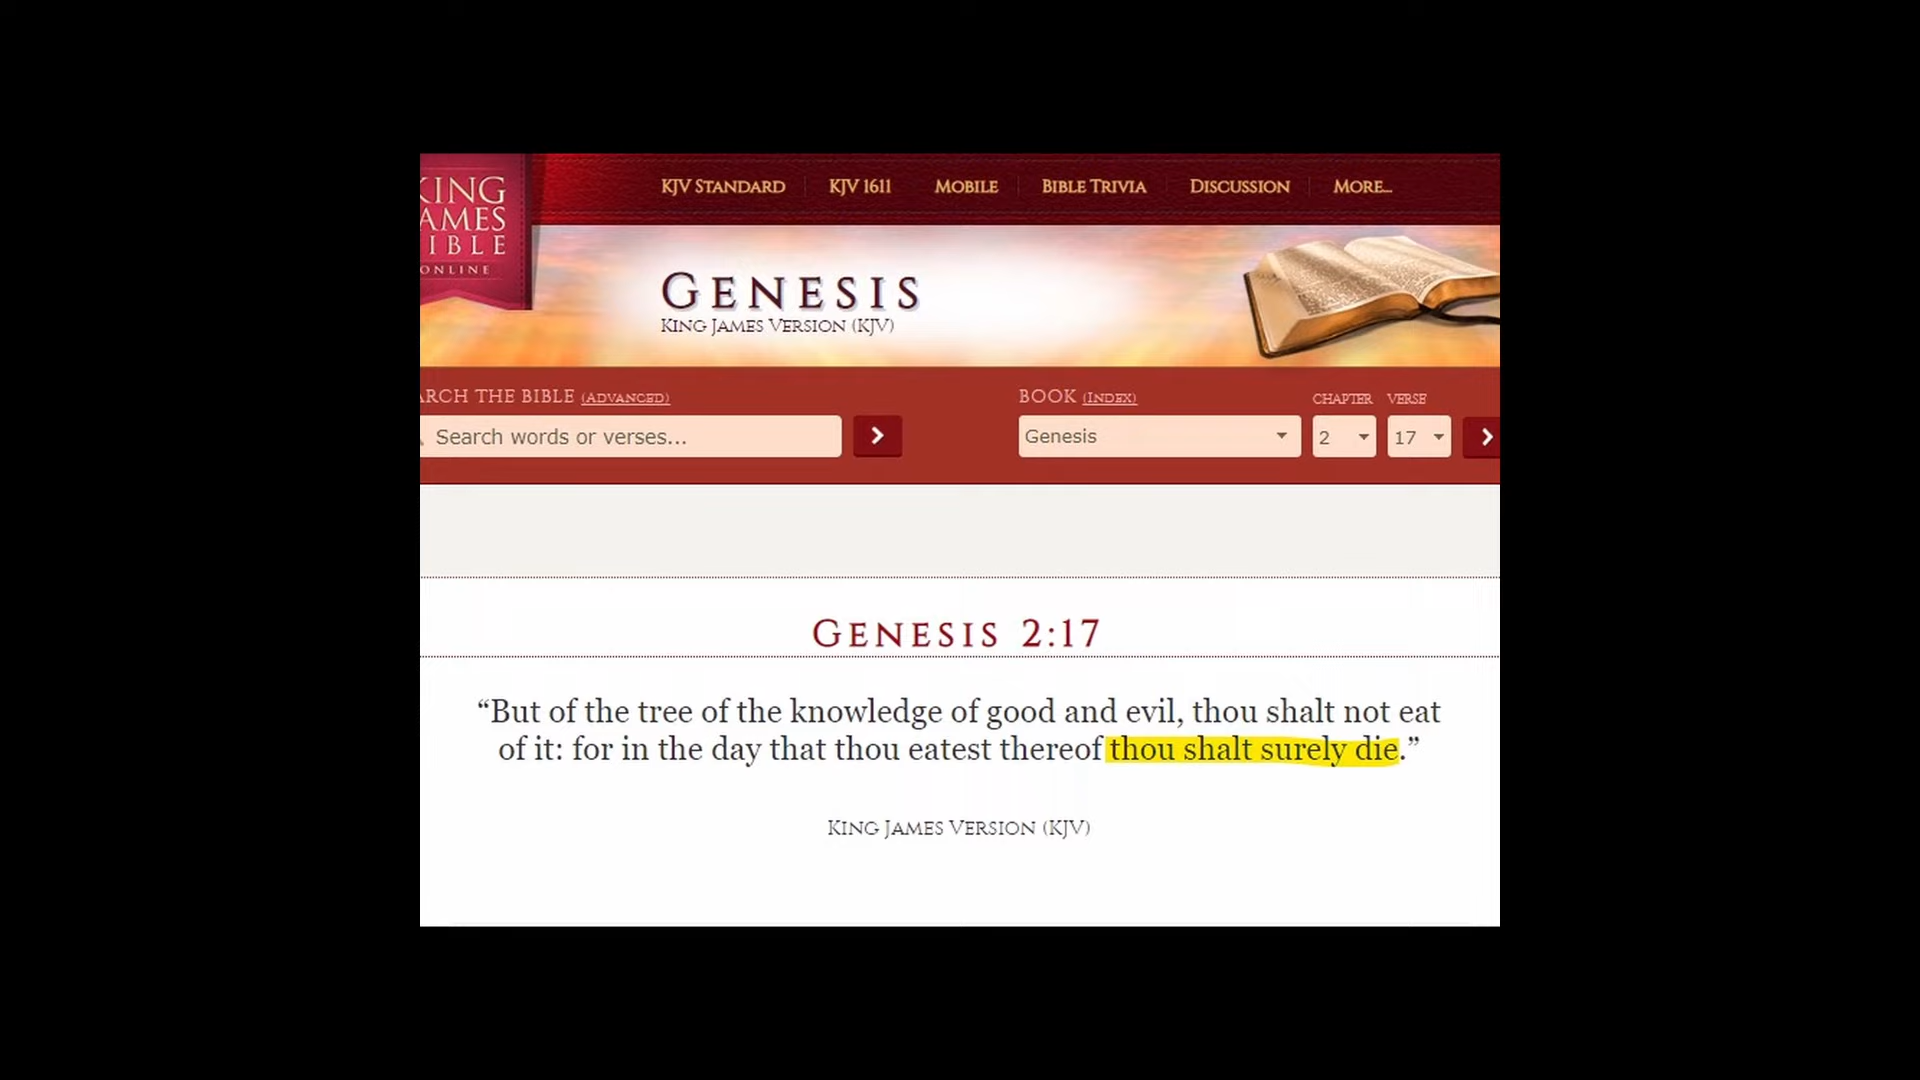 KING
JAMES
BIBLE
ONLINE
KJV STANDARD
KJV 1611
MOBILE
BIBLE TRIVIA
DISCUSSION
MORE...
GENESIS
KING JAMES VERSION (KJV)
ARCH THE BIBLE (ADVANCED)
BOOK (INDEX)
CHAPTER
VERSE
Search words or verses...
Genesis
2
17
GENESIS 2:17
“But of the tree of the knowledge of good and evil, thou shalt not eat
of it: for in the day that thou eatest thereof thou shalt surely die.”
KING JAMES VERSION (KJV)